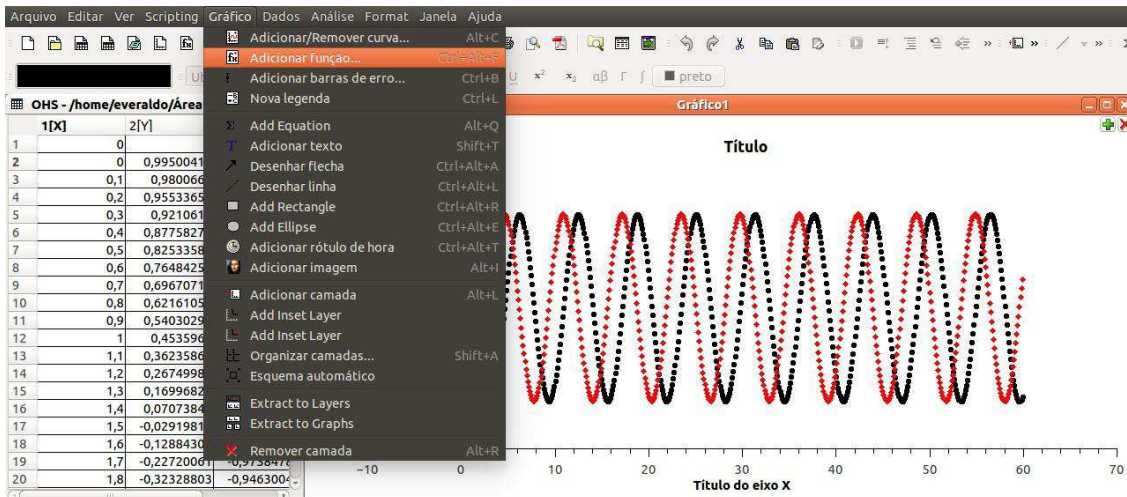 Arquivo Editar Ver Scripting Gráfico Dados Análise Format Janela Ajuda
Adicionar/Remover curva... Alt+C
Adicionar função... Ctrl+Alt+F
Adicionar barras de erro... Ctrl+B
Nova legenda Ctrl+L
Add Equation Alt+Q
Adicionar texto Shift+T
Desenhar flecha Ctrl+Alt+A
Desenhar linha Ctrl+Alt+L
Add Rectangle Ctrl+Alt+R
Add Ellipse Ctrl+Alt+E
Adicionar rótulo de hora Ctrl+Alt+T
Adicionar imagem Alt+I
Adicionar camada Alt+L
Add Inset Layer
Add Inset Layer
Organizar camadas... Shift+A
Esquema automático
Extract to Layers
Extract to Graphs
Remover camada Alt+R
U x² x₂ αβ Γ ∫ preto
OHS - /home/everaldo/Área
1[X] 2[Y]
1 0
2 0 0,9950041
3 0,1 0,980066
4 0,2 0,9553365
5 0,3 0,921061
6 0,4 0,8775827
7 0,5 0,8253358
8 0,6 0,7648425
9 0,7 0,6967071
10 0,8 0,6216105
11 0,9 0,5403029
12 1 0,453596
13 1,1 0,3623586
14 1,2 0,2674998
15 1,3 0,1699682
16 1,4 0,0707384
17 1,5 -0,0291981
18 1,6 -0,1288430
19 1,7 -0,22720061 -0,9738476
20 1,8 -0,32328803 -0,9463004
Gráfico1
Título
−10 0 10 20 30 40 50 60 70
Título do eixo X